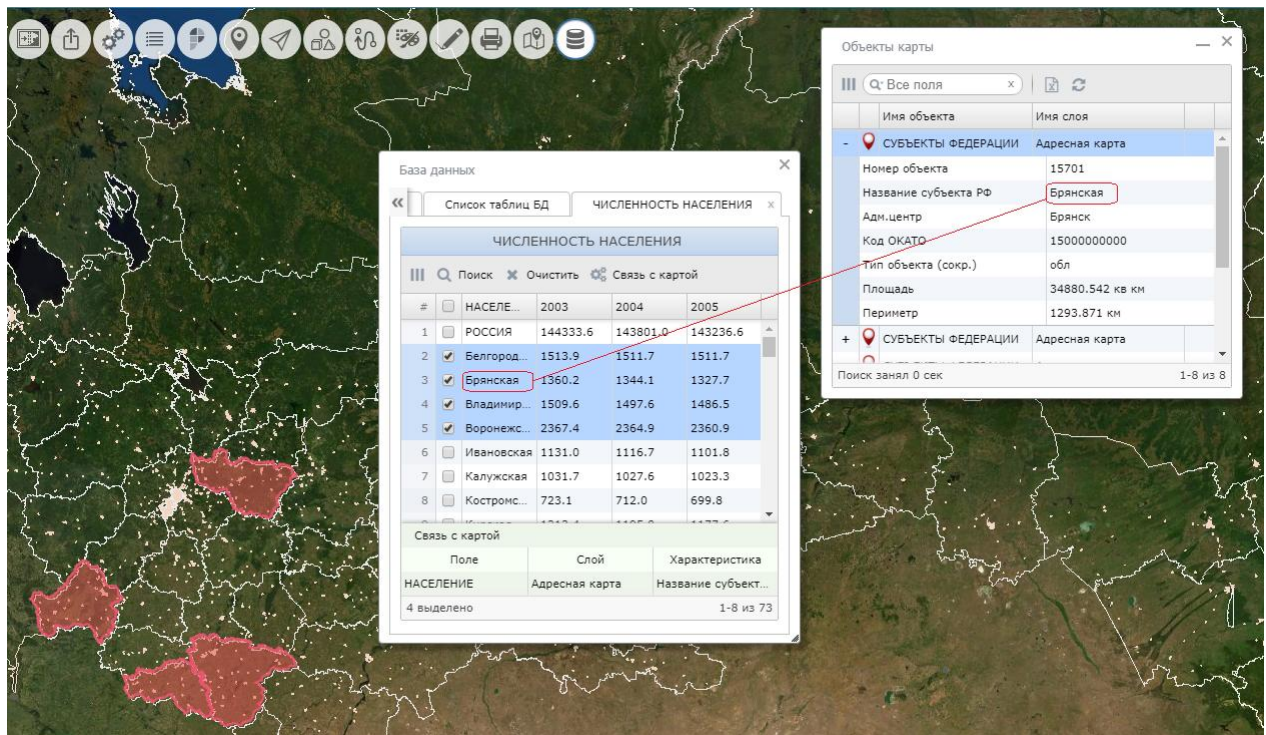 Объекты карты
Все поля x
Имя объекта Имя слоя
- СУБЪЕКТЫ ФЕДЕРАЦИИ Адресная карта
Номер объекта 15701
Название субъекта РФ Брянская
Адм.центр Брянск
Код ОКАТО 15000000000
Тип объекта (сокр.) обл
Площадь 34880.542 кв км
Периметр 1293.871 км
+ СУБЪЕКТЫ ФЕДЕРАЦИИ Адресная карта
Поиск занял 0 сек 1-8 из 8
База данных
Список таблиц БД ЧИСЛЕННОСТЬ НАСЕЛЕНИЯ x
ЧИСЛЕННОСТЬ НАСЕЛЕНИЯ
Поиск Очистить Связь с картой
# НАСЕЛЕ... 2003 2004 2005
1 РОССИЯ 144333.6 143801.0 143236.6
2 Белгород... 1513.9 1511.7 1511.7
3 Брянская 1360.2 1344.1 1327.7
4 Владимир... 1509.6 1497.6 1486.5
5 Воронежс... 2367.4 2364.9 2360.9
6 Ивановская 1131.0 1116.7 1101.8
7 Калужская 1031.7 1027.6 1023.3
8 Костромс... 723.1 712.0 699.8
Связь с картой
Поле Слой Характеристика
НАСЕЛЕНИЕ Адресная карта Название субъект...
4 выделено 1-8 из 73